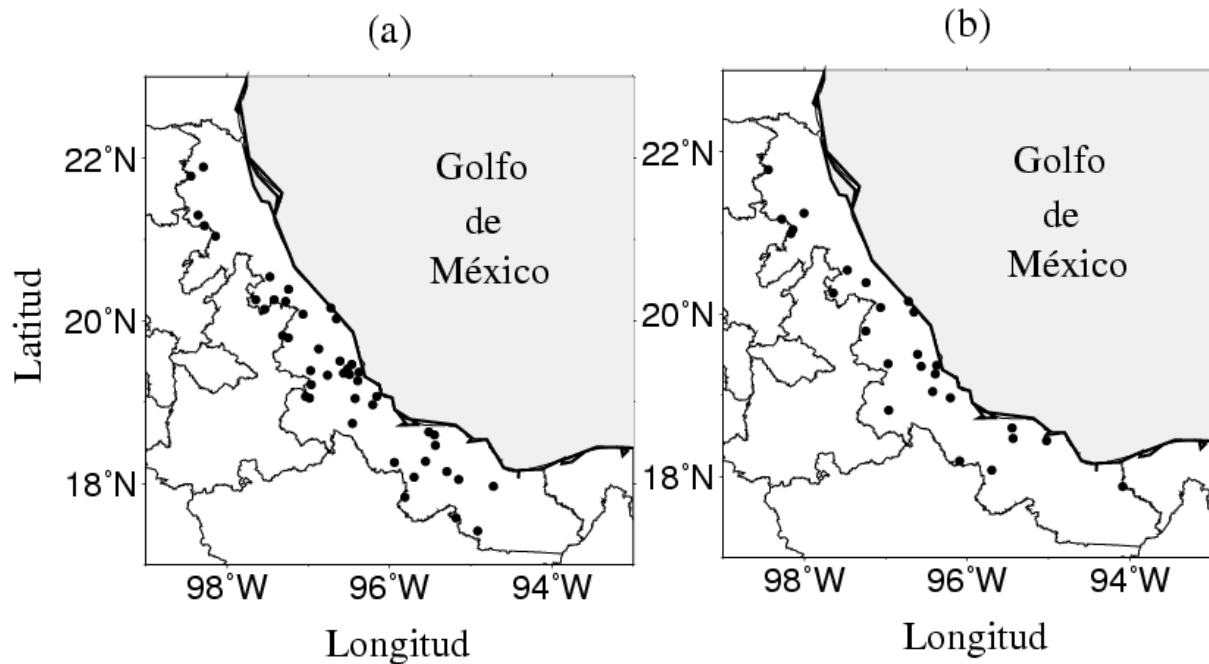 (a)
22°N
20°N
18°N
98°W
96°W
94°W
Latitud
Longitud
Golfo
de
México
(b)
22°N
20°N
18°N
98°W
96°W
94°W
Longitud
Golfo
de
México